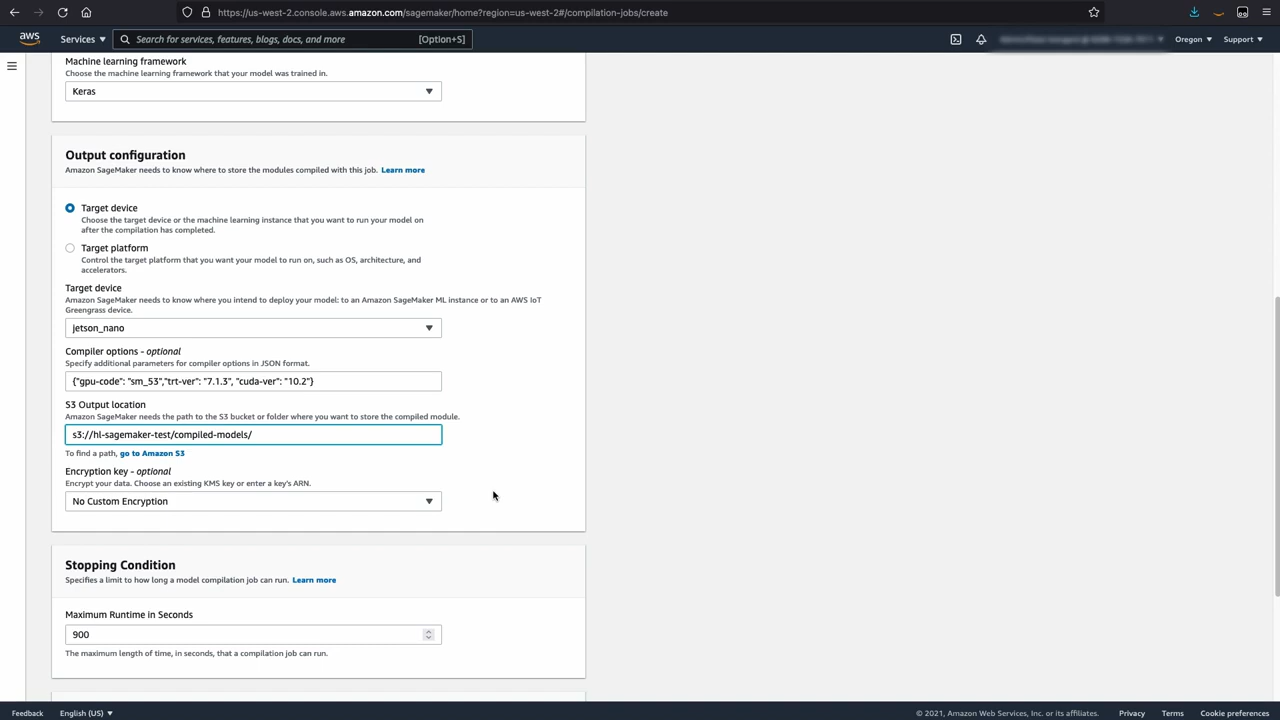 https://us-west-2.console.aws.amazon.com/sagemaker/home?region=us-west-2#/compilation-jobs/create
aws
Services
Search for services, features, blogs, docs, and more
[Option+S]
Oregon
Support
Machine learning framework
Choose the machine learning framework that your model was trained in.
Keras
Output configuration
Amazon SageMaker needs to know where to store the modules compiled with this job. Learn more
Target device
Choose the target device or the machine learning instance that you want to run your model on
after the compilation has completed.
Target platform
Control the target platform that you want your model to run on, such as OS, architecture, and
accelerators.
Target device
Amazon SageMaker needs to know where you intend to deploy your model: to an Amazon SageMaker ML instance or to an AWS IoT
Greengrass device.
jetson_nano
Compiler options - optional
Specify additional parameters for compiler options in JSON format.
{"gpu-code": "sm_53","trt-ver": "7.1.3", "cuda-ver": "10.2"}
S3 Output location
Amazon SageMaker needs the path to the S3 bucket or folder where you want to store the compiled module.
s3://hl-sagemaker-test/compiled-models/
To find a path, go to Amazon S3
Encryption key - optional
Encrypt your data. Choose an existing KMS key or enter a key's ARN.
No Custom Encryption
Stopping Condition
Specifies a limit to how long a model compilation job can run. Learn more
Maximum Runtime in Seconds
900
The maximum length of time, in seconds, that a compilation job can run.
Feedback
English (US)
© 2021, Amazon Web Services, Inc. or its affiliates.
Privacy
Terms
Cookie preferences